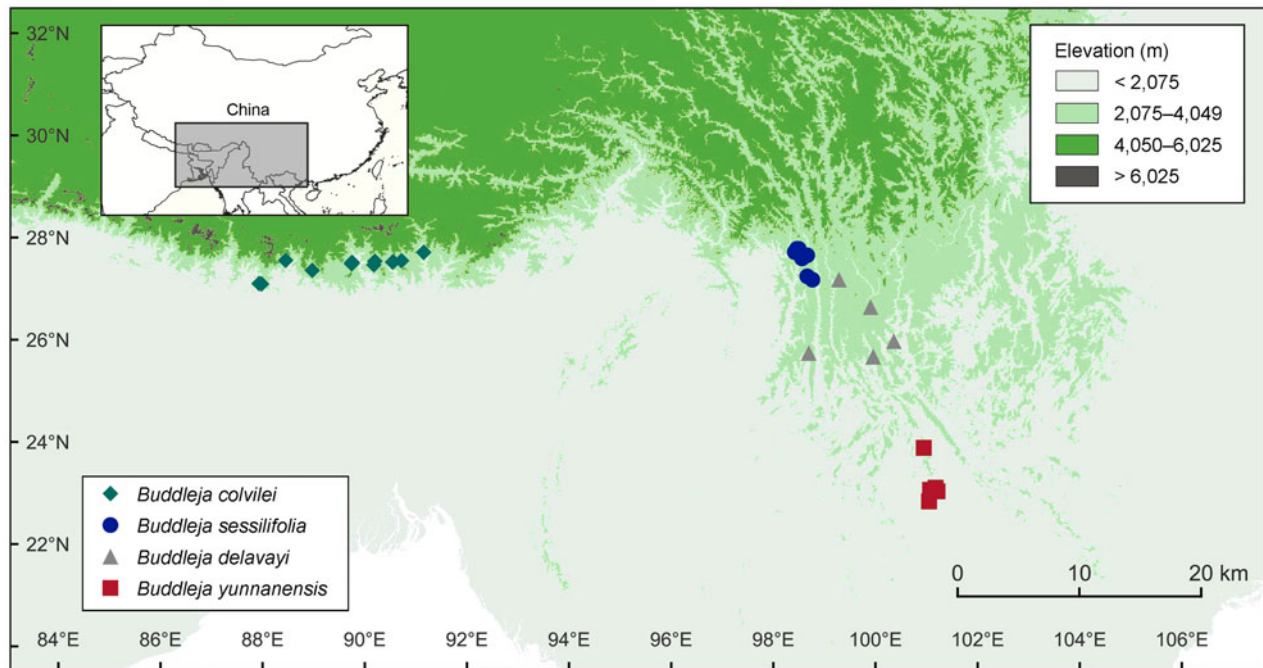 32°N
30°N
28°N
26°N
24°N
22°N
China
Elevation (m)
< 2,075
2,075–4,049
4,050–6,025
> 6,025
Buddleja colvilei
Buddleja sessilifolia
Buddleja delavayi
Buddleja yunnanensis
0 10 20 km
84°E 86°E 88°E 90°E 92°E 94°E 96°E 98°E 100°E 102°E 104°E 106°E